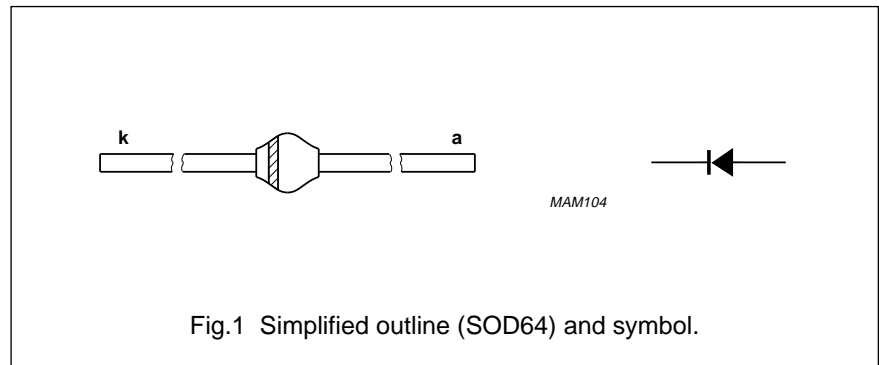 k
a
MAM104
Fig.1 Simplified outline (SOD64) and symbol.